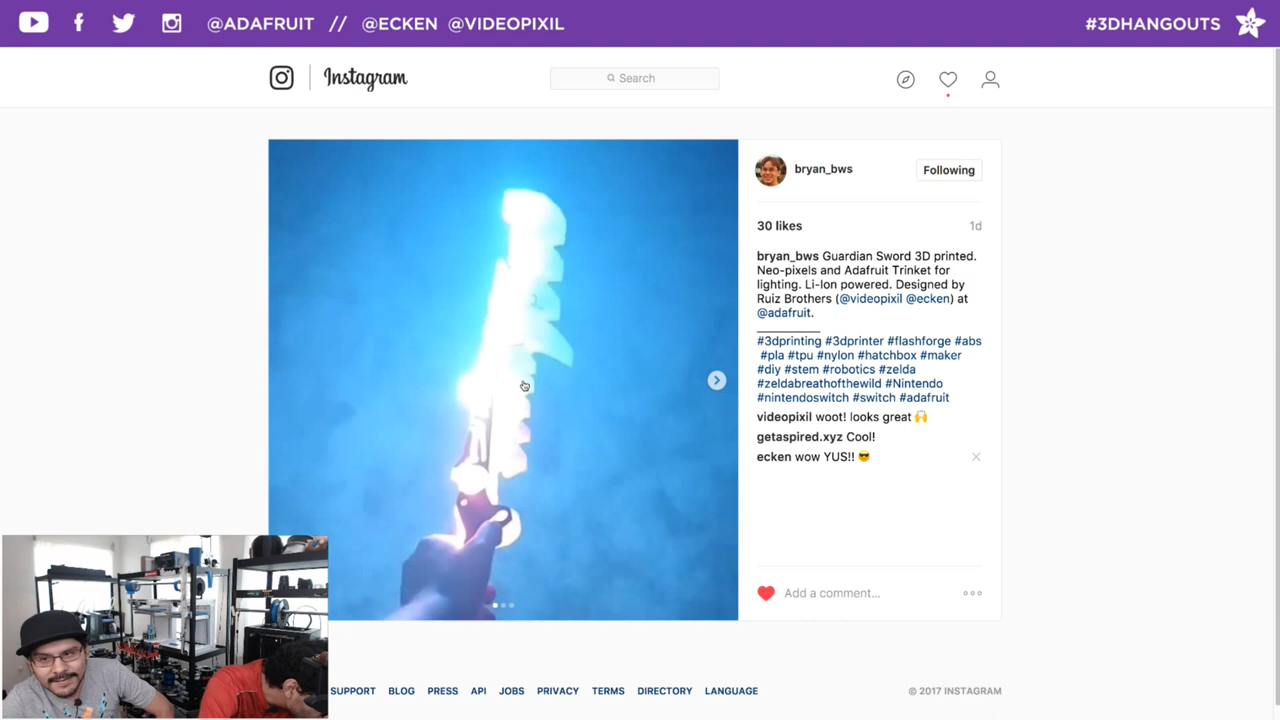 @ADAFRUIT // @ECKEN @VIDEOPIXIL
#3DHANGOUTS
Instagram
Search
bryan_bws
Following
30 likes
1d
bryan_bws Guardian Sword 3D printed.
Neo-pixels and Adafruit Trinket for
lighting. Li-Ion powered. Designed by
Ruiz Brothers (@videopixil @ecken) at
@adafruit.
#3dprinting #3dprinter #flashforge #abs
#pla #tpu #nylon #hatchbox #maker
#diy #stem #robotics #zelda
#zeldabreathofthewild #Nintendo
#nintendoswitch #switch #adafruit
videopixil woot! looks great 🙌
getaspired.xyz Cool!
ecken wow YUS!! 😎
Add a comment...
SUPPORT BLOG PRESS API JOBS PRIVACY TERMS DIRECTORY LANGUAGE
© 2017 INSTAGRAM